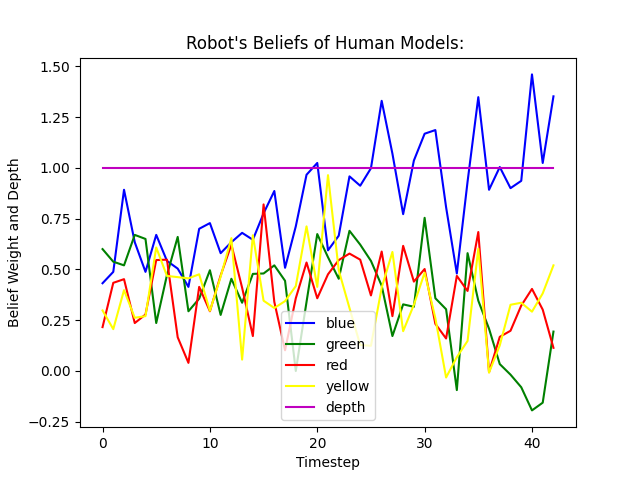 Robot's Beliefs of Human Models:
Belief Weight and Depth
1.50
1.25
1.00
0.75
0.50
0.25
0.00
−0.25
blue
green
red
yellow
depth
0 10 20 30 40
Timestep